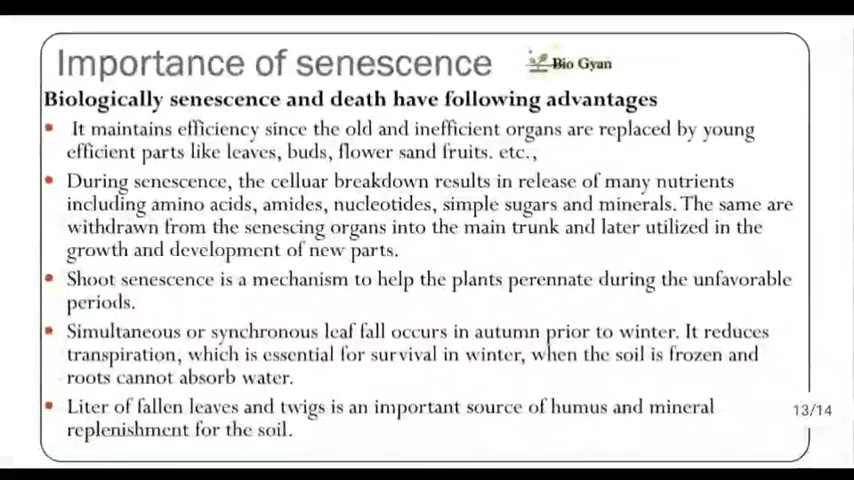 Importance of senescence
Bio Gyan
Biologically senescence and death have following advantages
• It maintains efficiency since the old and inefficient organs are replaced by young
efficient parts like leaves, buds, flower sand fruits. etc.,
• During senescence, the celluar breakdown results in release of many nutrients
including amino acids, amides, nucleotides, simple sugars and minerals. The same are
withdrawn from the senescing organs into the main trunk and later utilized in the
growth and development of new parts.
• Shoot senescence is a mechanism to help the plants perennate during the unfavorable
periods.
• Simultaneous or synchronous leaf fall occurs in autumn prior to winter. It reduces
transpiration, which is essential for survival in winter, when the soil is frozen and
roots cannot absorb water.
• Liter of fallen leaves and twigs is an important source of humus and mineral
replenishment for the soil.
13/14